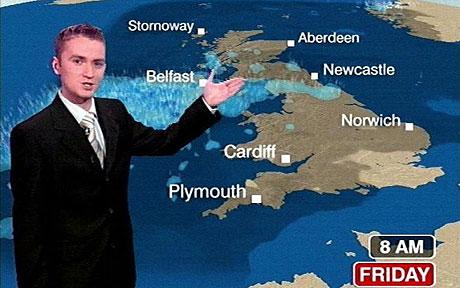 Stornoway
Aberdeen
Belfast
Newcastle
Norwich
Cardiff
Plymouth
8 AM
FRIDAY